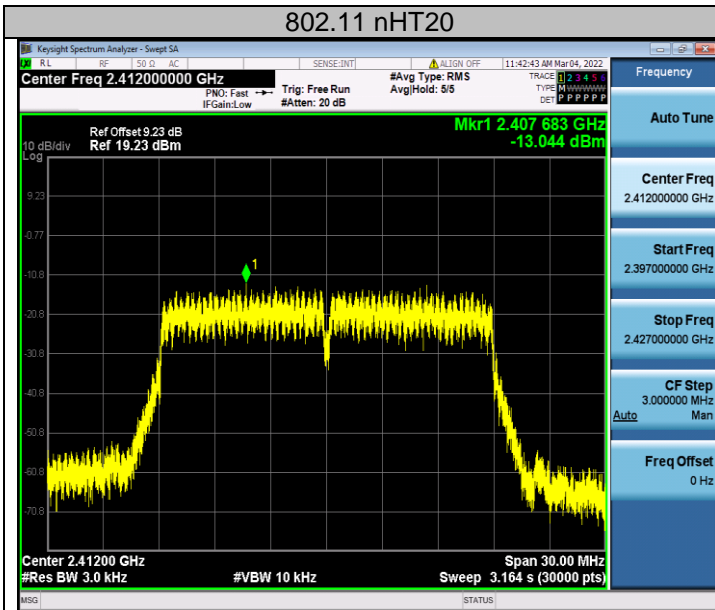 802.11 nHT20
Keysight Spectrum Analyzer - Swept SA
RL RF 50 Ω AC SENSE:INT ALIGN OFF 11:42:43 AM Mar 04, 2022
Center Freq 2.412000000 GHz
PNO: Fast
IFGain:Low
Trig: Free Run
#Atten: 20 dB
#Avg Type: RMS
Avg|Hold: 5/5
TRACE 1 2 3 4 5 6
TYPE M WWWWW
DET P P P P P P
Ref Offset 9.23 dB
Ref 19.23 dBm
10 dB/div
Log
Mkr1 2.407 683 GHz
-13.044 dBm
9.23
-0.77
-10.8
-20.8
-30.8
-40.8
-50.8
-60.8
-70.8
1
Center 2.41200 GHz
#Res BW 3.0 kHz
#VBW 10 kHz
Span 30.00 MHz
Sweep 3.164 s (30000 pts)
MSG
STATUS
Frequency
Auto Tune
Center Freq
2.412000000 GHz
Start Freq
2.397000000 GHz
Stop Freq
2.427000000 GHz
CF Step
3.000000 MHz
Auto Man
Freq Offset
0 Hz